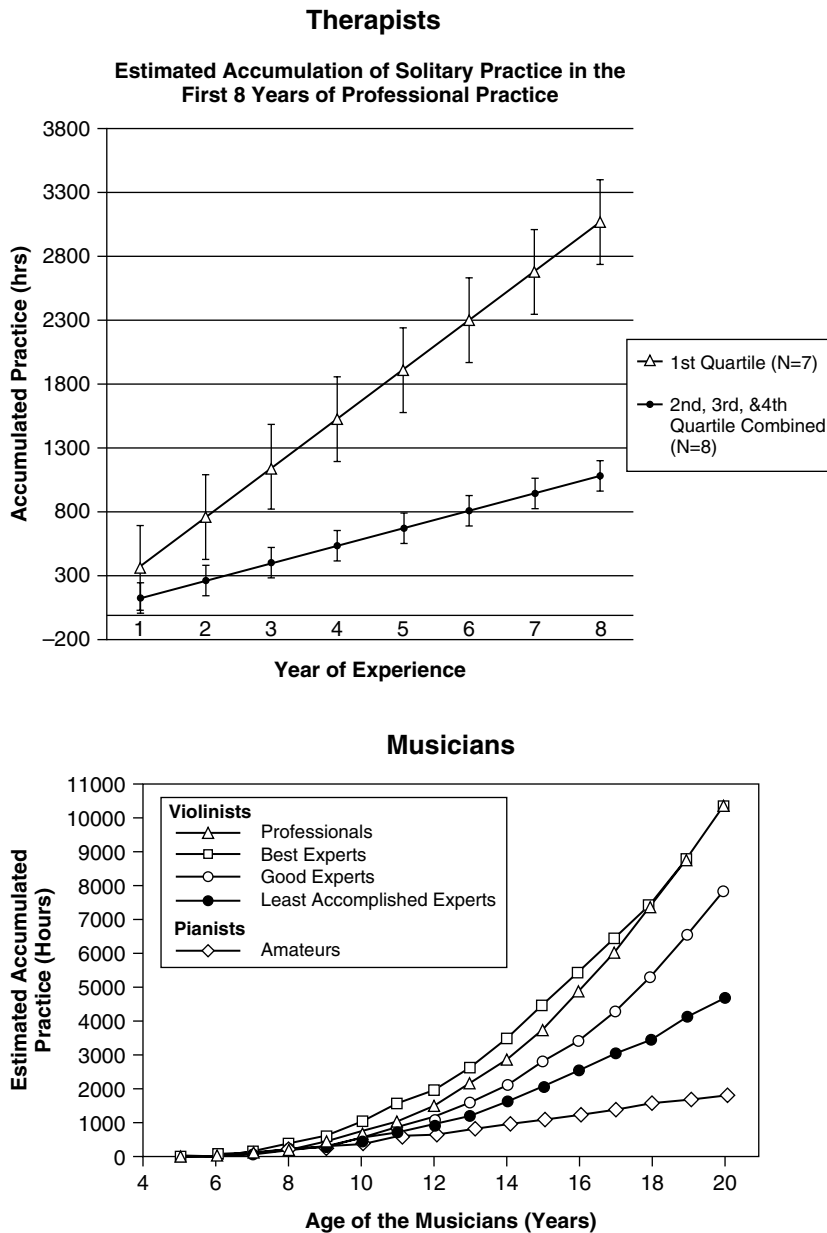 Therapists
Estimated Accumulation of Solitary Practice in the
First 8 Years of Professional Practice
3800
3300
2800
2300
1800
1300
800
300
–200
Accumulated Practice (hrs)
1 2 3 4 5 6 7 8
Year of Experience
1st Quartile (N=7)
2nd, 3rd, &4th
Quartile Combined
(N=8)
Musicians
11000
10000
9000
8000
7000
6000
5000
4000
3000
2000
1000
0
Estimated Accumulated
Practice (Hours)
Violinists
Professionals
Best Experts
Good Experts
Least Accomplished Experts
Pianists
Amateurs
4 6 8 10 12 14 16 18 20
Age of the Musicians (Years)